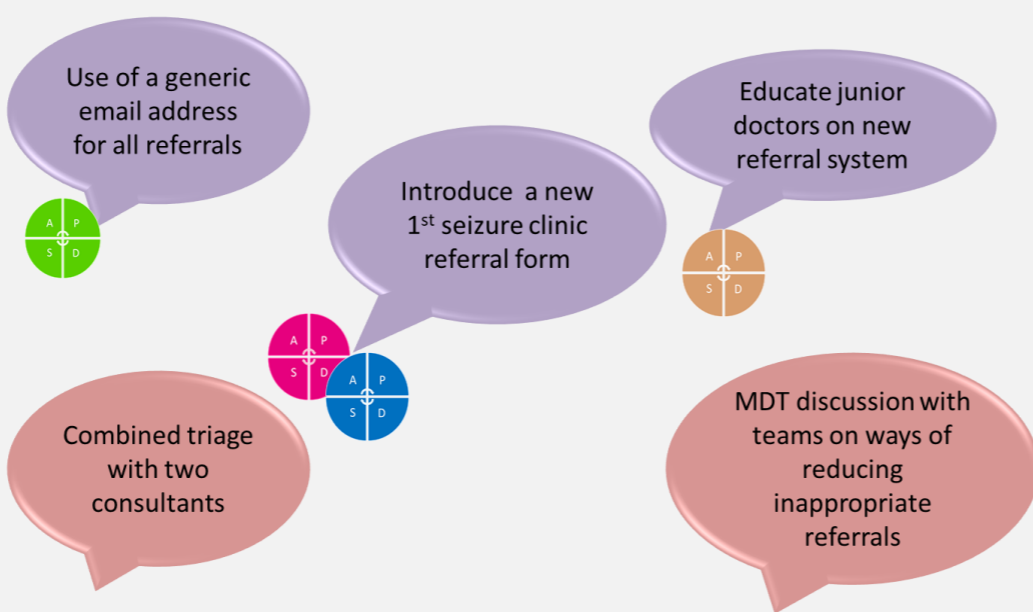 Use of a generic
email address
for all referrals
A P
S D
Educate junior
doctors on new
referral system
A P
S D
Introduce a new
1st seizure clinic
referral form
A P
S D
A P
S D
Combined triage
with two
consultants
MDT discussion with
teams on ways of
reducing
inappropriate
referrals